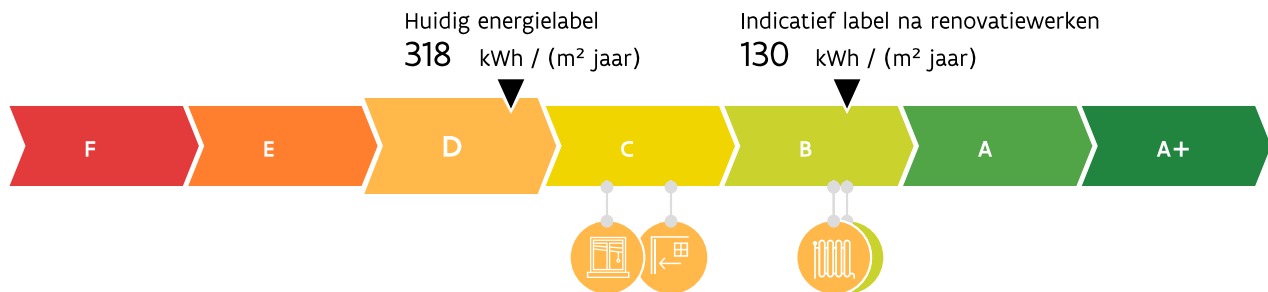 Huidig energielabel
318 kWh / (m² jaar)
Indicatief label na renovatiewerken
130 kWh / (m² jaar)
F E D C B A A+